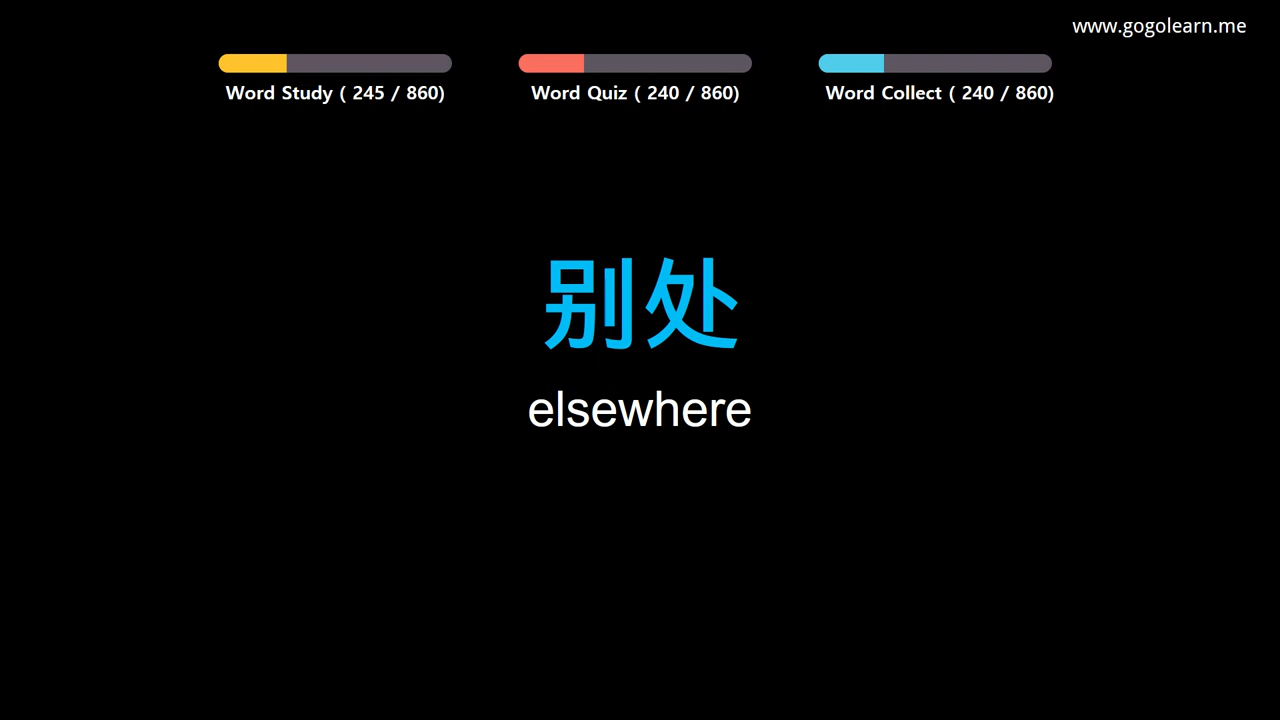 www.gogolearn.me
Word Study ( 245 / 860)
Word Quiz ( 240 / 860)
Word Collect ( 240 / 860)
别处
elsewhere